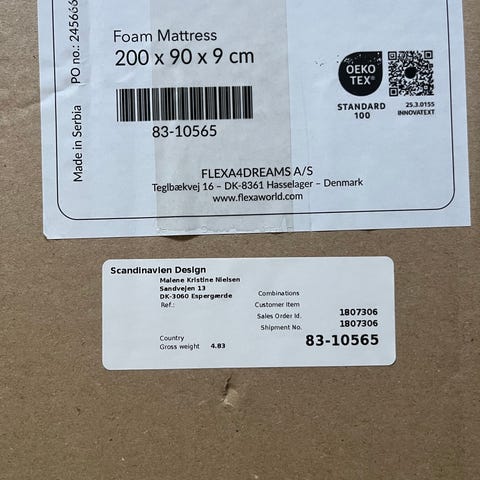 Made in Serbia PO no.: 245666
Foam Mattress
200 x 90 x 9 cm
83-10565
OEKO
TEX®
STANDARD
100
25.3.0155
INNOVATEXT
FLEXA4DREAMS A/S
Teglbækvej 16 – DK-8361 Hasselager – Denmark
www.flexaworld.com
Scandinavien Design
Malene Kristine Nielsen
Sandvejen 13
DK-3060 Espergærde
Ref.:
Combinations
Customer Item
Sales Order Id. 1807306
Shipment No. 1807306
83-10565
Country
Gross weight 4.83